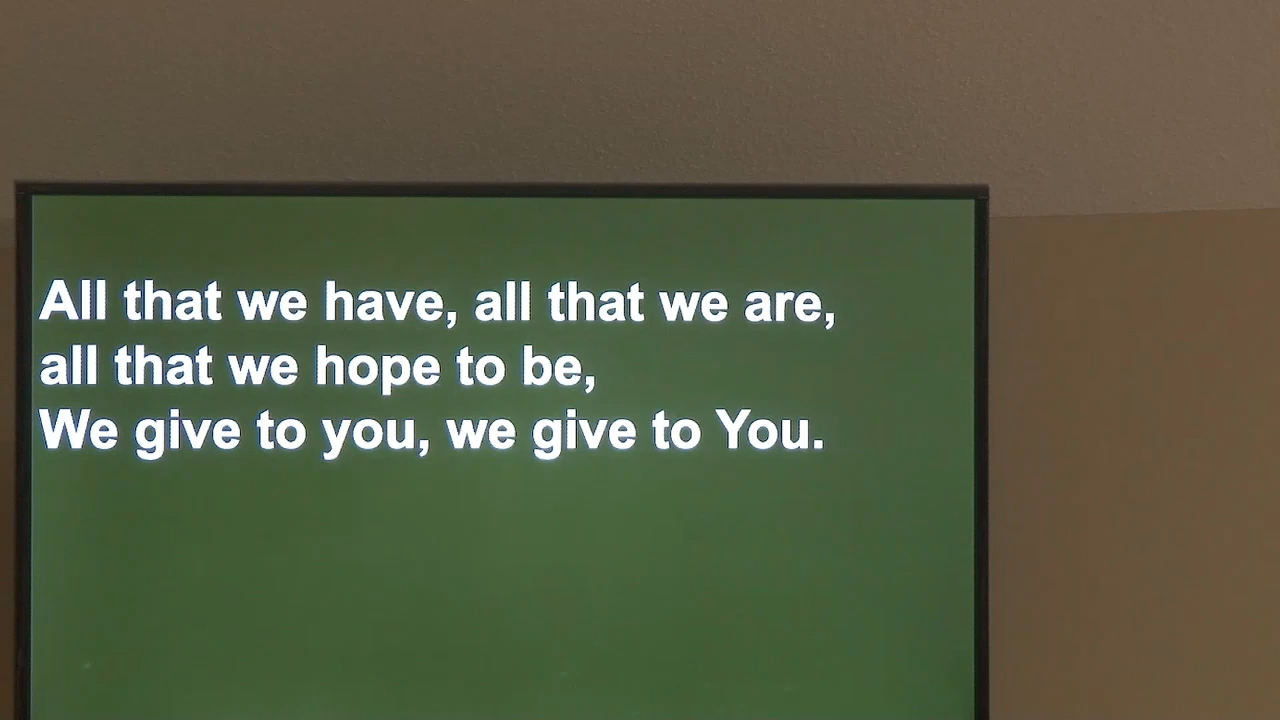 All that we have, all that we are,
all that we hope to be,
We give to you, we give to You.